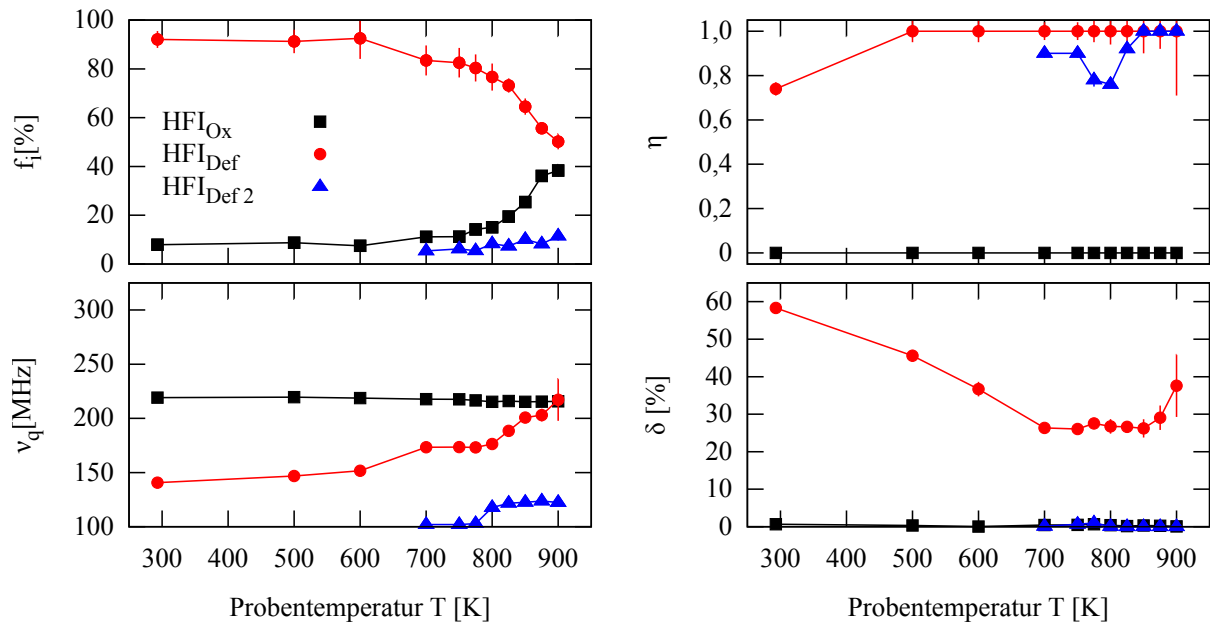 100
80
60
40
20
0
f_i[%]
HFI_Ox
HFI_Def
HFI_Def 2
1,0
0,8
0,6
0,4
0,2
0
η
300
250
200
150
100
ν_q[MHz]
300 400 500 600 700 800 900
Probentemperatur T [K]
60
50
40
30
20
10
0
δ [%]
300 400 500 600 700 800 900
Probentemperatur T [K]